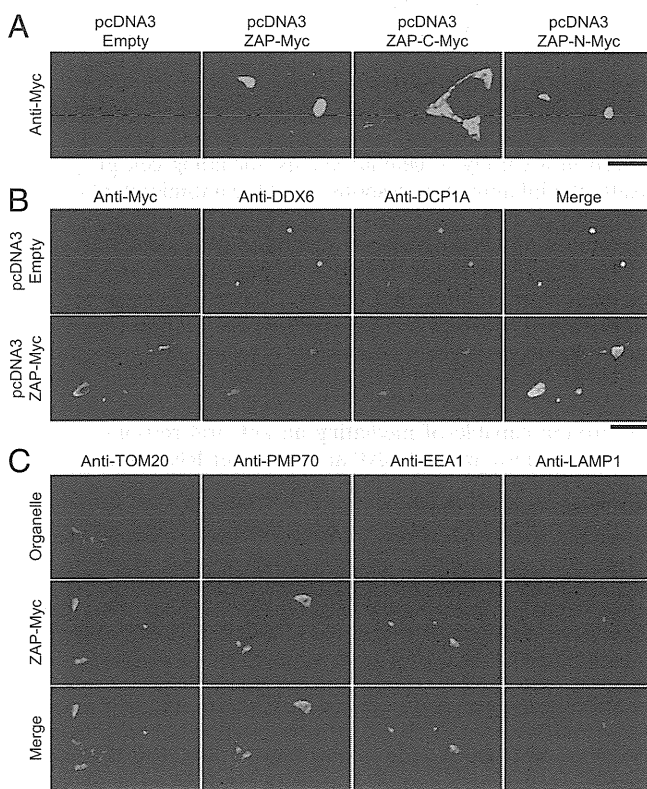 A
pcDNA3 Empty
pcDNA3 ZAP-Myc
pcDNA3 ZAP-C-Myc
pcDNA3 ZAP-N-Myc
Anti-Myc
B
Anti-Myc Anti-DDX6 Anti-DCP1A Merge
pcDNA3 Empty
pcDNA3 ZAP-Myc
C
Anti-TOM20 Anti-PMP70 Anti-EEA1 Anti-LAMP1
Organelle
ZAP-Myc
Merge